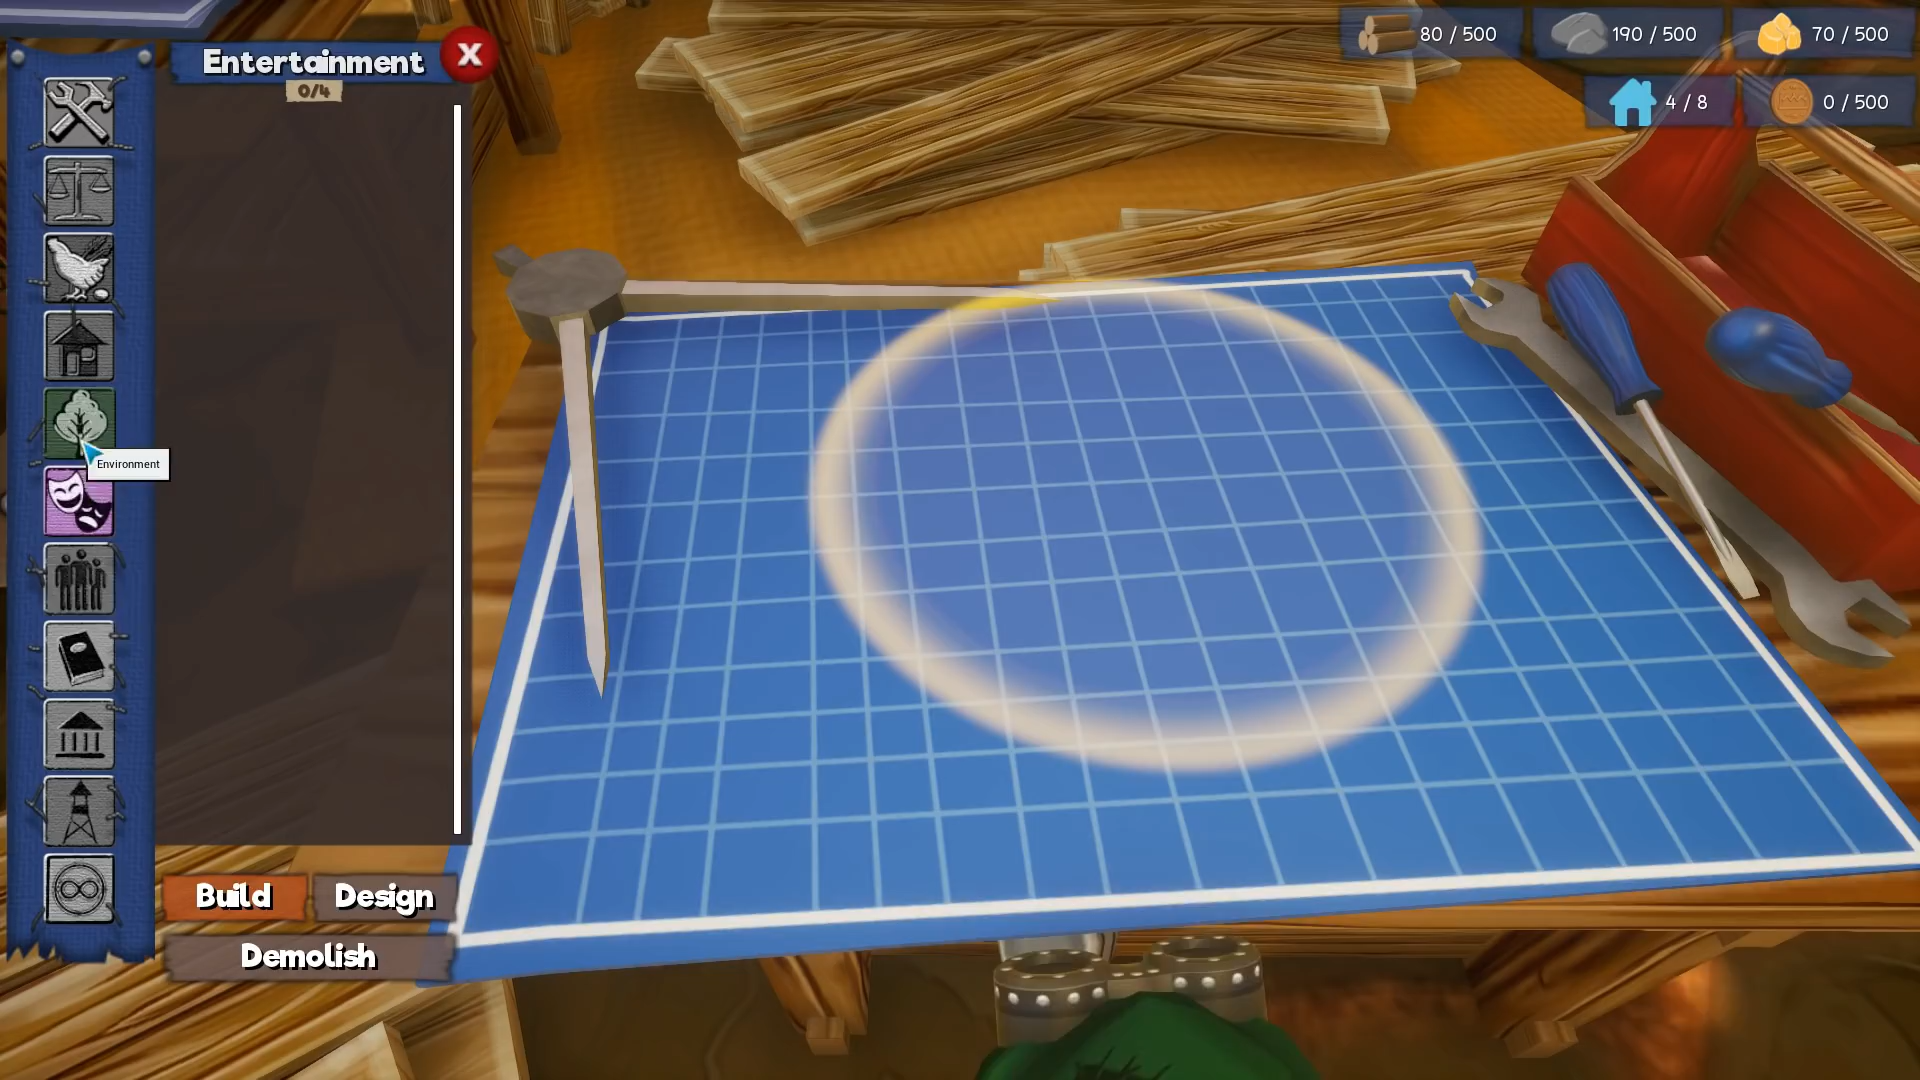 Entertainment
0/4
80 / 500
190 / 500
70 / 500
4 / 8
0 / 500
Environment
Build
Design
Demolish